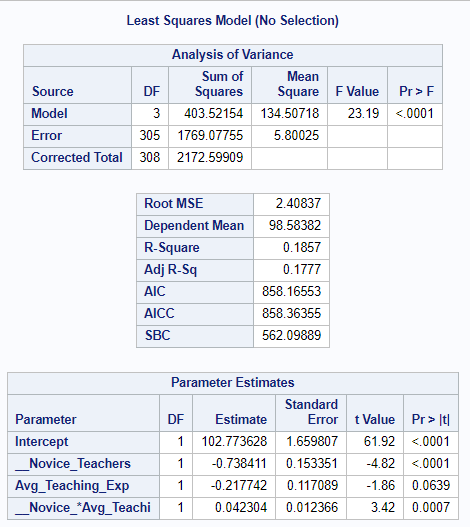 Least Squares Model (No Selection)
Analysis of Variance
Source DF Sum of Squares Mean Square F Value Pr > F
Model 3 403.52154 134.50718 23.19 <.0001
Error 305 1769.07755 5.80025
Corrected Total 308 2172.59909
Root MSE 2.40837
Dependent Mean 98.58382
R-Square 0.1857
Adj R-Sq 0.1777
AIC 858.16553
AICC 858.36355
SBC 562.09889
Parameter Estimates
Parameter DF Estimate Standard Error t Value Pr > |t|
Intercept 1 102.773628 1.659807 61.92 <.0001
__Novice_Teachers 1 -0.738411 0.153351 -4.82 <.0001
Avg_Teaching_Exp 1 -0.217742 0.117089 -1.86 0.0639
__Novice_*Avg_Teachi 1 0.042304 0.012366 3.42 0.0007